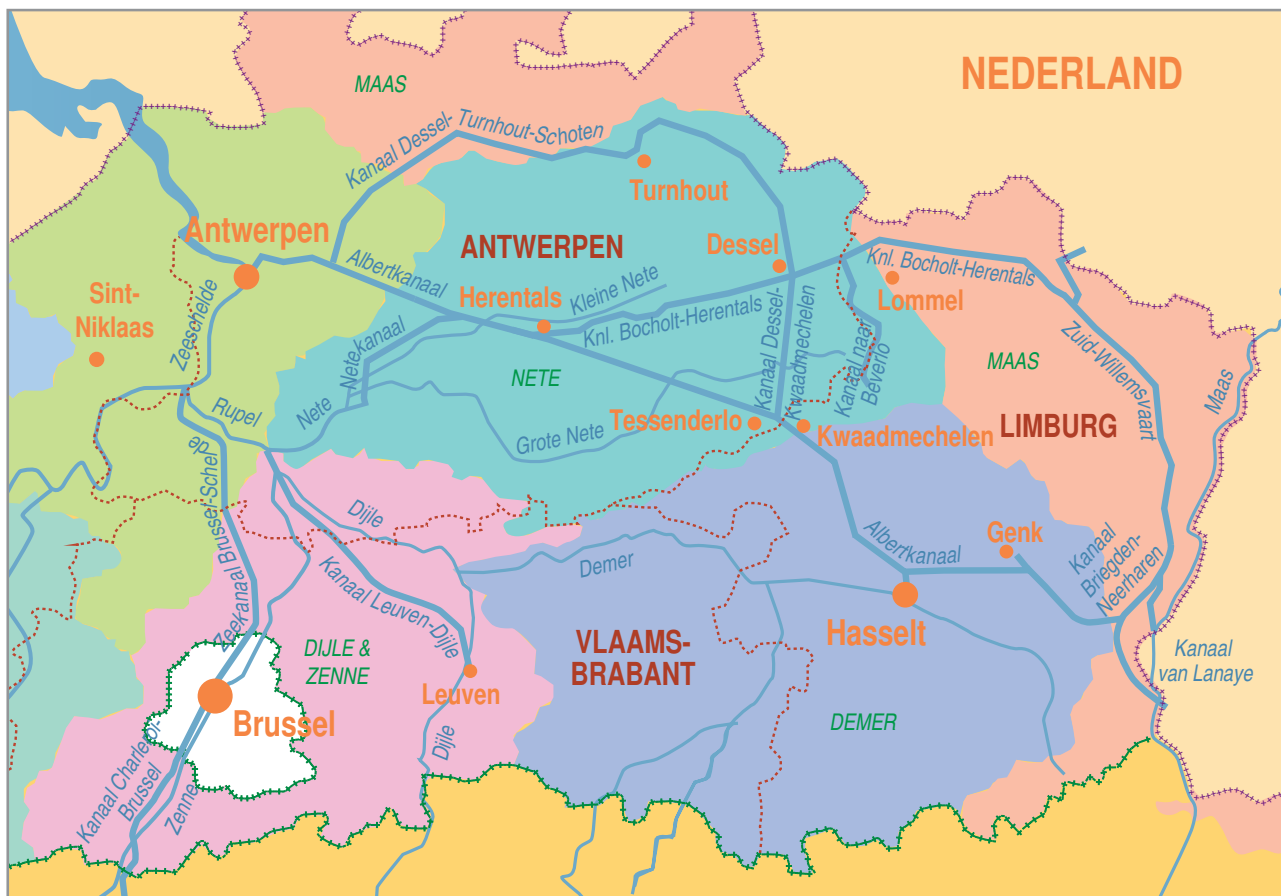 NEDERLAND
MAAS
Kanaal Dessel- Turnhout-Schoten
Turnhout
Antwerpen
ANTWERPEN
Dessel
Albertkanaal
Kleine Nete
Herentals
Knl. Bocholt-Herentals
Knl. Bocholt-Herentals
Lommel
Sint-
Niklaas
Zeeschelde
Netekanaal
Nete
NETE
Grote Nete
Rupel
Kanaal Dessel-
Kwaadmechelen
Kanaal naar
Beverlo
Tessenderlo
Kwaadmechelen
MAAS
LIMBURG
Zuid-Willemsvaart
Maas
Zeekanaal Brussel-Schel
de
Dijle
Kanaal Leuven-Dijle
Demer
Albertkanaal
Genk
Kanaal
Briegden-
Neerharen
Hasselt
DIJLE &
ZENNE
VLAAMS-
BRABANT
Leuven
Kanaal
van Lanaye
Brussel
Dijle
DEMER
Kanaal Charleroi-
Brussel
Zenne